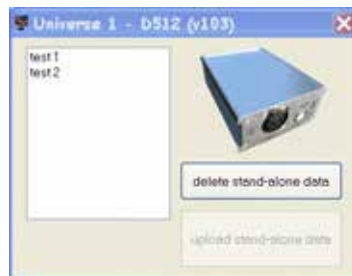 Universe 1 - D512 (v103)
test1
test2
delete stand-alone data
upload stand-alone data